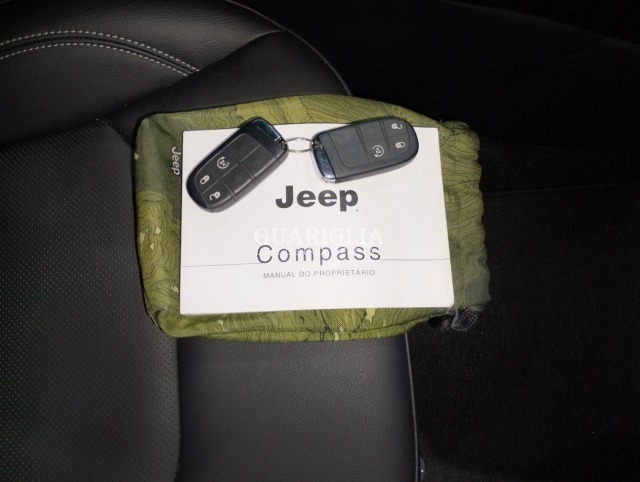 Jeep
Jeep
GUARIGLIA
Compass
MANUAL DO PROPRIETÁRIO